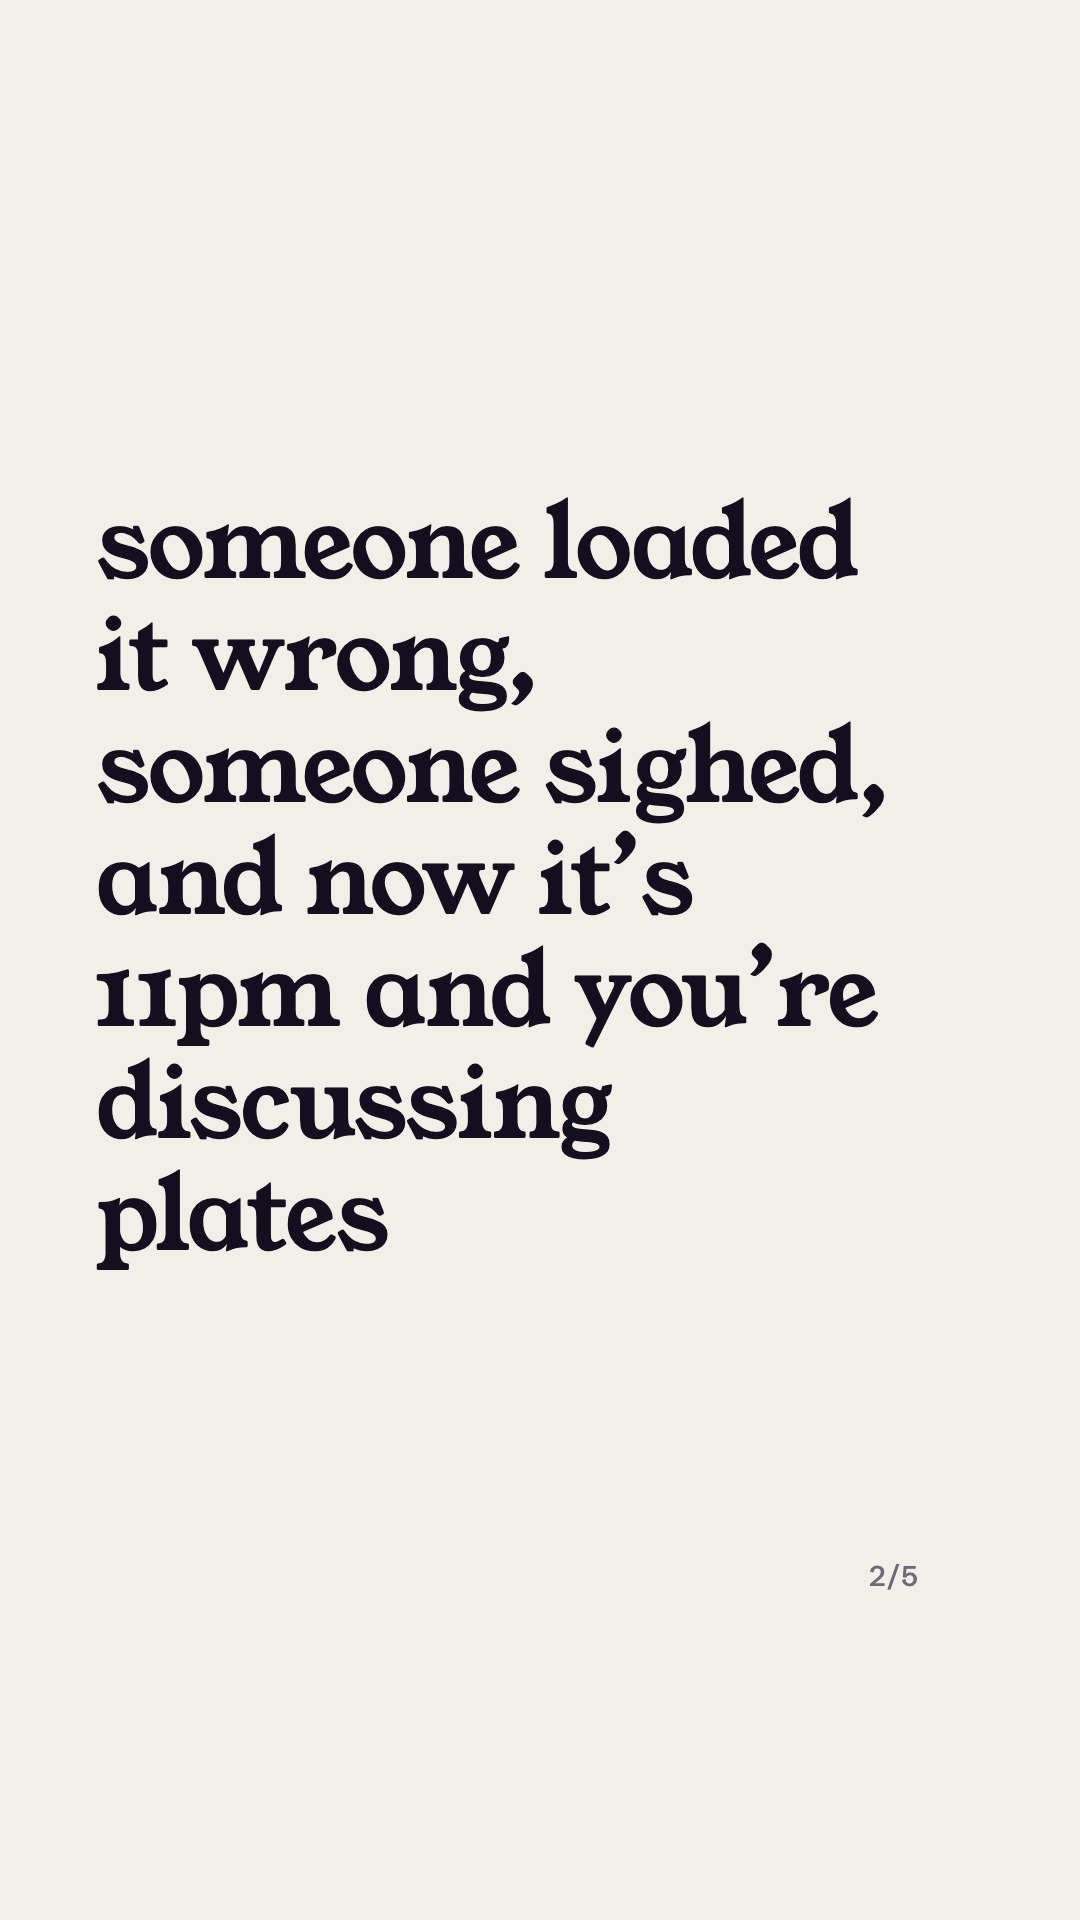 someone loaded
it wrong,
someone sighed,
and now it’s
11pm and you’re
discussing
plates
2/5